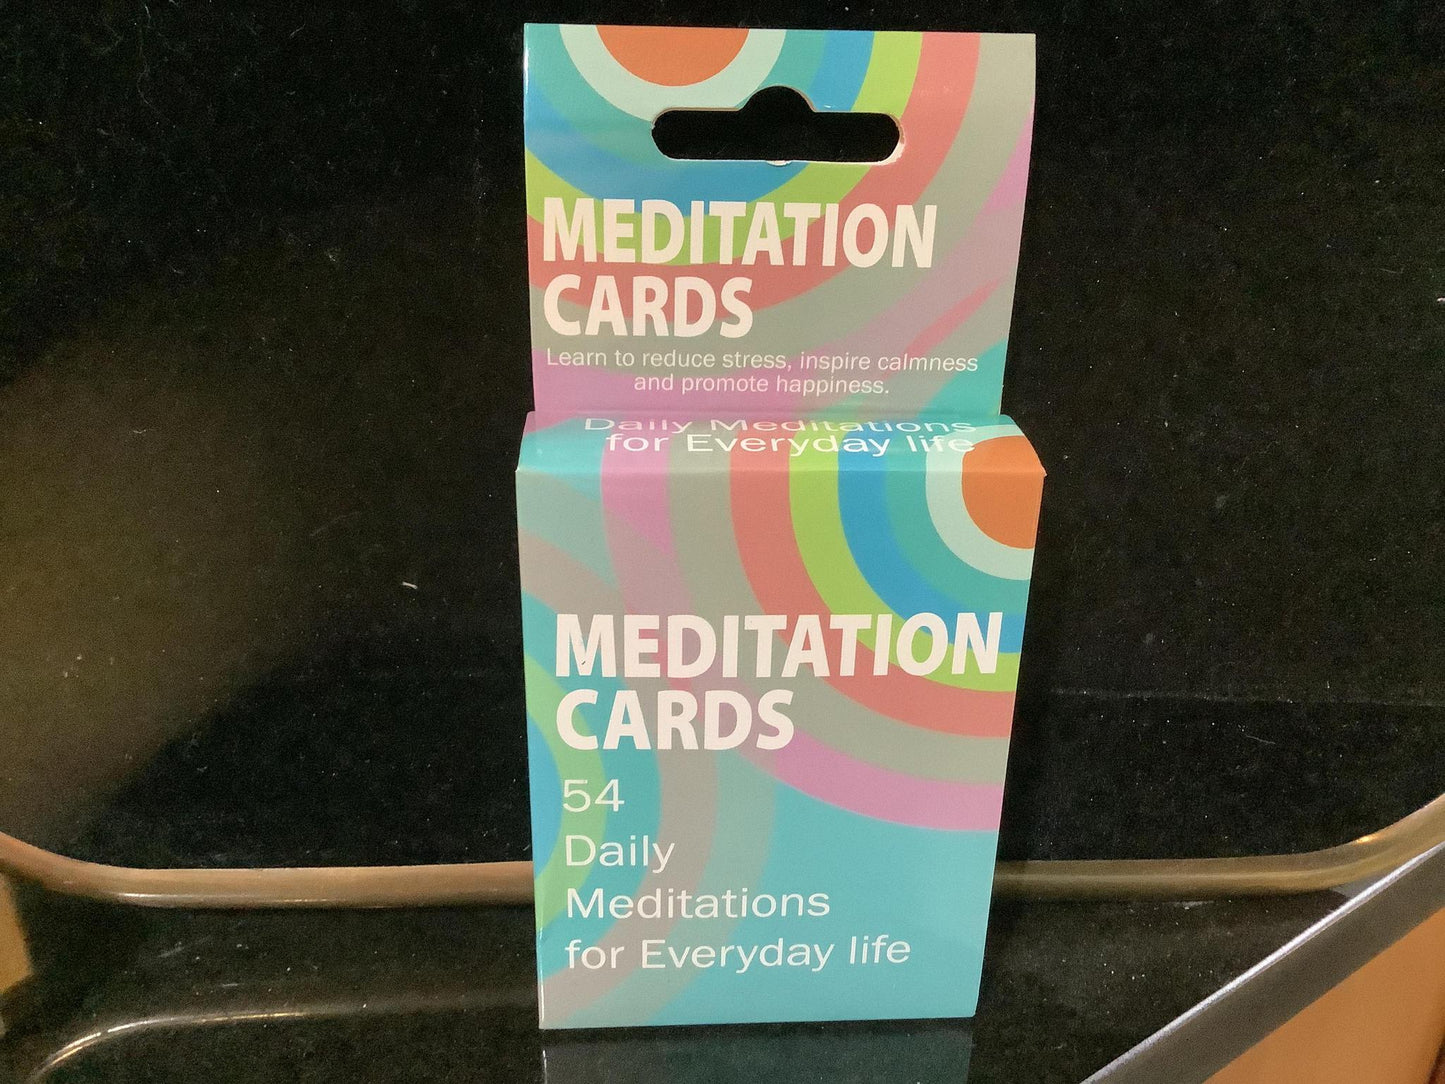 MEDITATION
CARDS
Learn to reduce stress, inspire calmness
and promote happiness.
Daily Meditations
for Everyday life
MEDITATION
CARDS
54
Daily
Meditations
for Everyday life